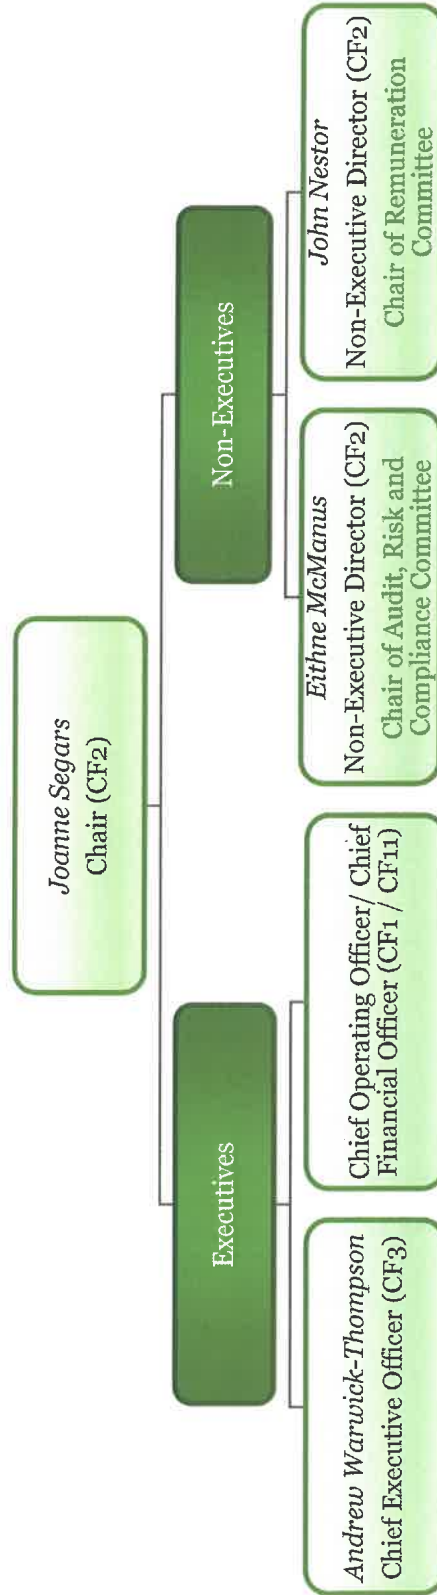 Joanne Segars
Chair (CF2)
Executives
Non-Executives
Andrew Warwick-Thompson
Chief Executive Officer (CF3)
Chief Operating Officer/ Chief
Financial Officer (CF1 / CF11)
Eithne McManus
Non-Executive Director (CF2)
Chair of Audit, Risk and
Compliance Committee
John Nestor
Non-Executive Director (CF2)
Chair of Remuneration
Committee